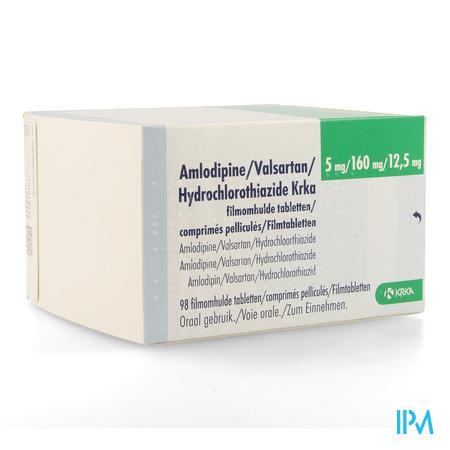 Amlodipine/Valsartan/
Hydrochlorothiazide Krka
5 mg/160 mg/12,5 mg
filmomhulde tabletten/
comprimés pelliculés/Filmtabletten
Amlodipine/Valsartan/Hydrochloorthiazide
Amlodipine/Valsartan/Hydrochlorothiazide
Amlodipin/Valsartan/Hydrochlorothiazid
98 filmomhulde tabletten/comprimés pelliculés/Filmtabletten
Oraal gebruik./Voie orale./Zum Einnehmen.
KRKA
IPM